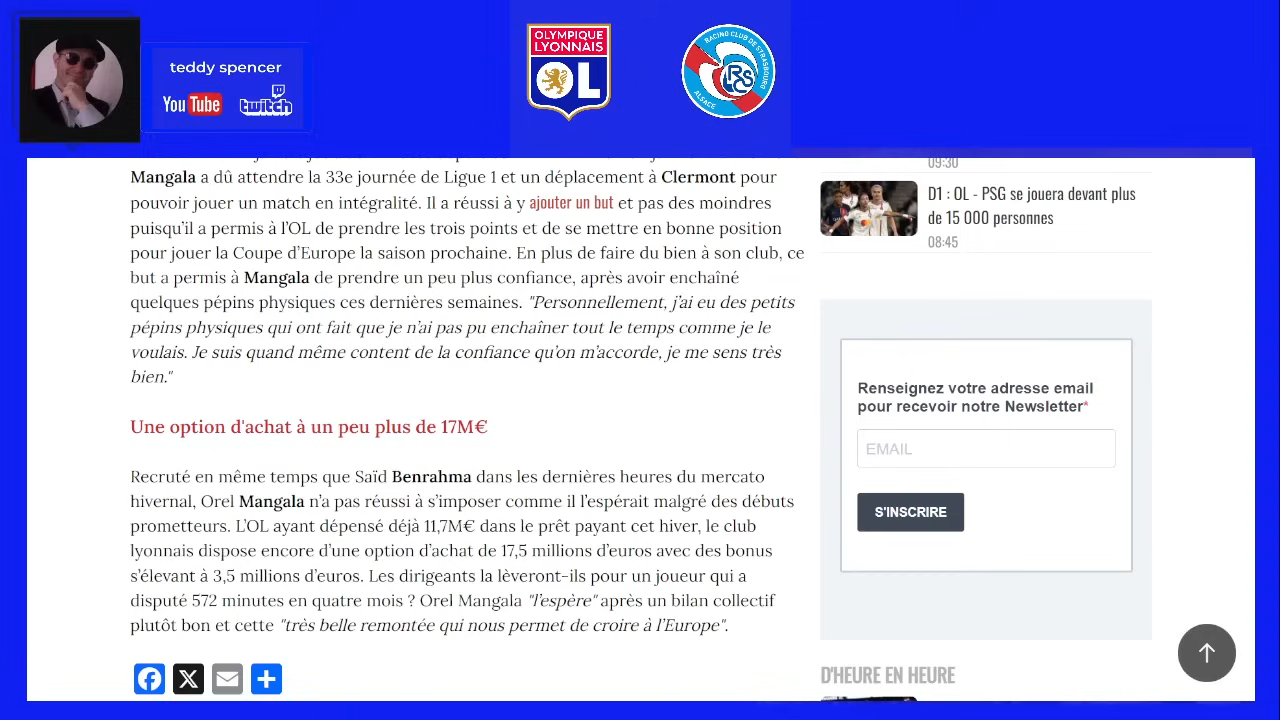 OLYMPIQUE
LYONNAIS
OL
RACING CLUB DE STRASBOURG
RCS
ALSACE
teddy spencer
YouTube
twitch
Mangala a dû attendre la 33e journée de Ligue 1 et un déplacement à Clermont pour
pouvoir jouer un match en intégralité. Il a réussi à y ajouter un but et pas des moindres
puisqu’il a permis à l’OL de prendre les trois points et de se mettre en bonne position
pour jouer la Coupe d’Europe la saison prochaine. En plus de faire du bien à son club, ce
but a permis à Mangala de prendre un peu plus confiance, après avoir enchaîné
quelques pépins physiques ces dernières semaines. "Personnellement, j’ai eu des petits
pépins physiques qui ont fait que je n’ai pas pu enchaîner tout le temps comme je le
voulais. Je suis quand même content de la confiance qu’on m’accorde, je me sens très
bien."
Une option d'achat à un peu plus de 17M€
Recruté en même temps que Saïd Benrahma dans les dernières heures du mercato
hivernal, Orel Mangala n’a pas réussi à s’imposer comme il l’espérait malgré des débuts
prometteurs. L’OL ayant dépensé déjà 11,7M€ dans le prêt payant cet hiver, le club
lyonnais dispose encore d’une option d’achat de 17,5 millions d’euros avec des bonus
s’élevant à 3,5 millions d’euros. Les dirigeants la lèveront-ils pour un joueur qui a
disputé 572 minutes en quatre mois ? Orel Mangala "l’espère" après un bilan collectif
plutôt bon et cette "très belle remontée qui nous permet de croire à l’Europe".
09:30
D1 : OL - PSG se jouera devant plus
de 15 000 personnes
08:45
Renseignez votre adresse email
pour recevoir notre Newsletter*
EMAIL
S'INSCRIRE
D'HEURE EN HEURE